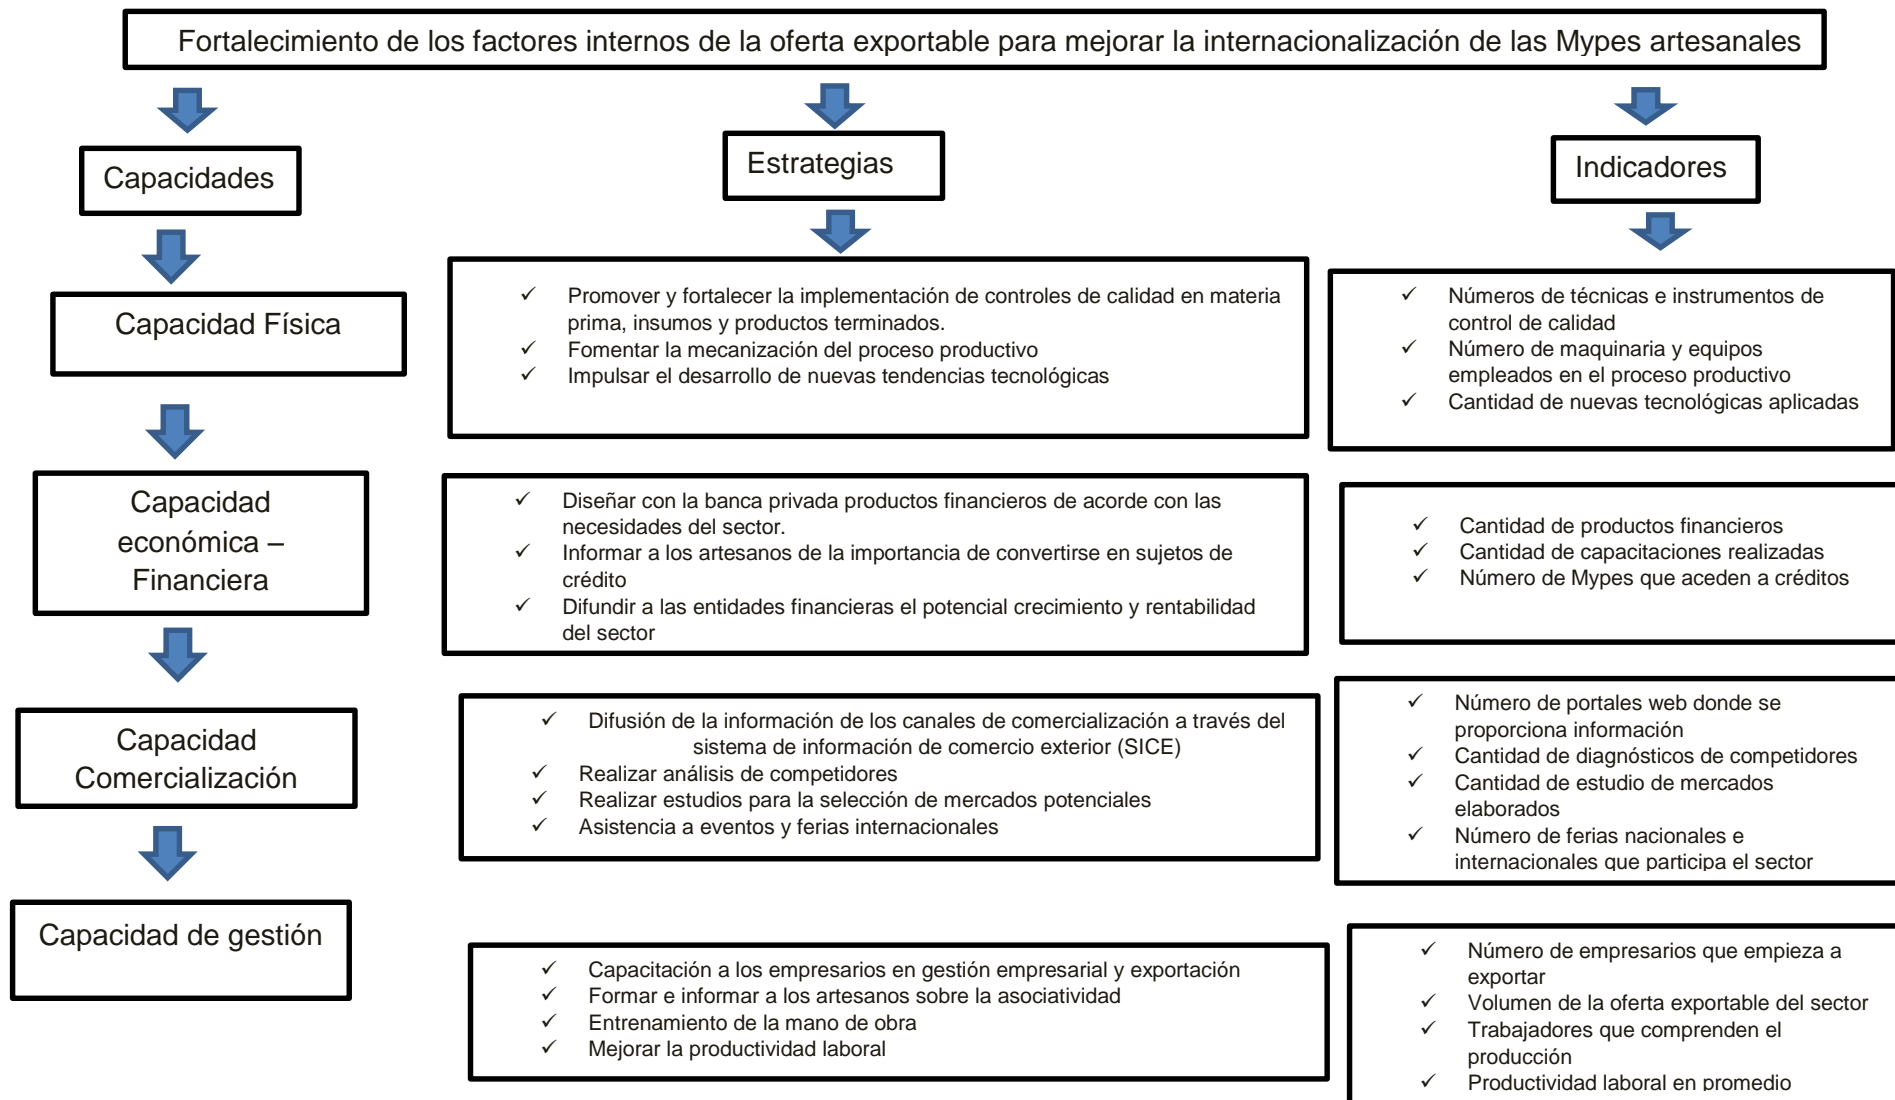 Fortalecimiento de los factores internos de la oferta exportable para mejorar la internacionalización de las Mypes artesanales
Capacidades
Estrategias
Indicadores
Capacidad Física
✓ Promover y fortalecer la implementación de controles de calidad en materia
prima, insumos y productos terminados.
✓ Fomentar la mecanización del proceso productivo
✓ Impulsar el desarrollo de nuevas tendencias tecnológicas
✓ Números de técnicas e instrumentos de
control de calidad
✓ Número de maquinaria y equipos
empleados en el proceso productivo
✓ Cantidad de nuevas tecnológicas aplicadas
Capacidad
económica –
Financiera
✓ Diseñar con la banca privada productos financieros de acorde con las
necesidades del sector.
✓ Informar a los artesanos de la importancia de convertirse en sujetos de
crédito
✓ Difundir a las entidades financieras el potencial crecimiento y rentabilidad
del sector
✓ Cantidad de productos financieros
✓ Cantidad de capacitaciones realizadas
✓ Número de Mypes que aceden a créditos
Capacidad
Comercialización
✓ Difusión de la información de los canales de comercialización a través del
sistema de información de comercio exterior (SICE)
✓ Realizar análisis de competidores
✓ Realizar estudios para la selección de mercados potenciales
✓ Asistencia a eventos y ferias internacionales
✓ Número de portales web donde se
proporciona información
✓ Cantidad de diagnósticos de competidores
✓ Cantidad de estudio de mercados
elaborados
✓ Número de ferias nacionales e
internacionales que participa el sector
Capacidad de gestión
✓ Capacitación a los empresarios en gestión empresarial y exportación
✓ Formar e informar a los artesanos sobre la asociatividad
✓ Entrenamiento de la mano de obra
✓ Mejorar la productividad laboral
✓ Número de empresarios que empieza a
exportar
✓ Volumen de la oferta exportable del sector
✓ Trabajadores que comprenden el
producción
✓ Productividad laboral en promedio